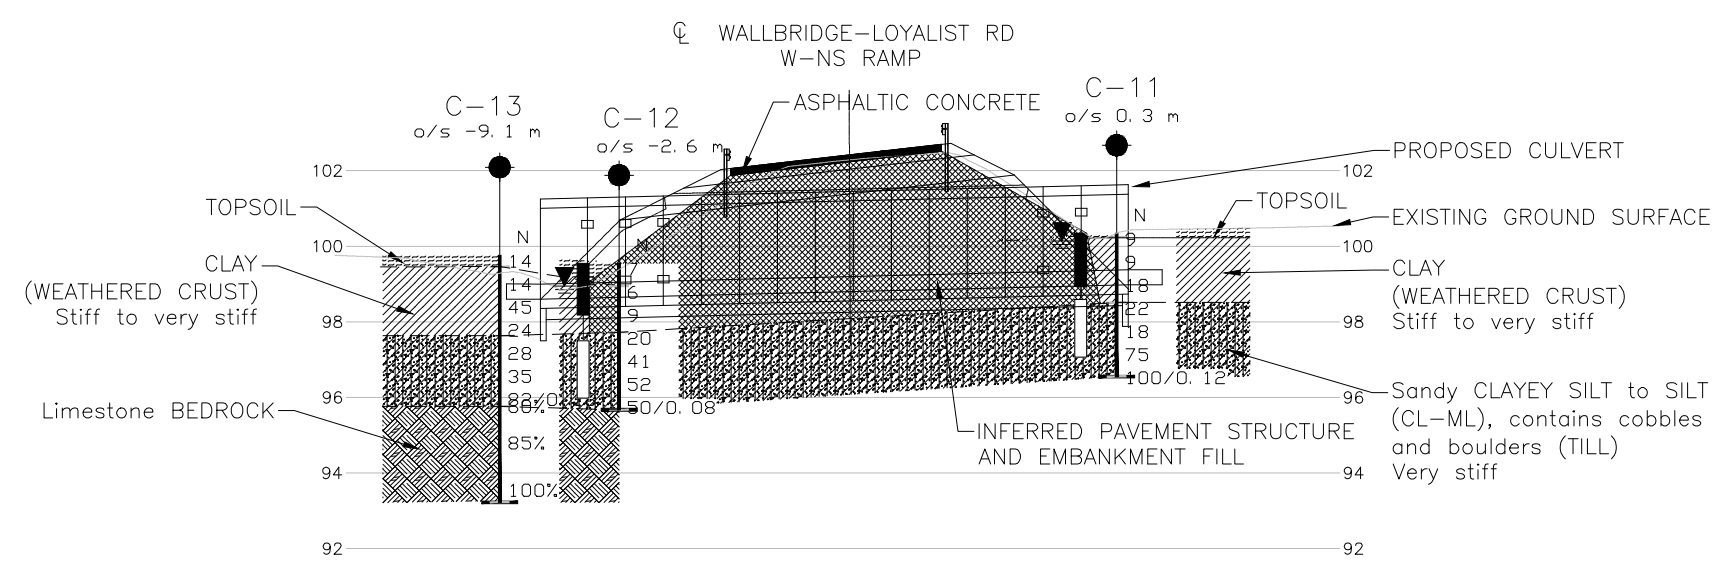 ℄ WALLBRIDGE-LOYALIST RD
W-NS RAMP
C-13
o/s -9.1 m
C-12
o/s -2.6 m
C-11
o/s 0.3 m
ASPHALTIC CONCRETE
PROPOSED CULVERT
102
102
TOPSOIL
TOPSOIL
EXISTING GROUND SURFACE
100
100
CLAY
(WEATHERED CRUST)
Stiff to very stiff
CLAY
(WEATHERED CRUST)
Stiff to very stiff
98
98
N
14
14
45
24
28
35
80%
85%
100%
N
6
9
20
41
52
50/0.08
N
9
9
18
22
18
75
100/0.12
96
96
Limestone BEDROCK
Sandy CLAYEY SILT to SILT
(CL-ML), contains cobbles
and boulders (TILL)
Very stiff
INFERRED PAVEMENT STRUCTURE
AND EMBANKMENT FILL
94
94
92
92